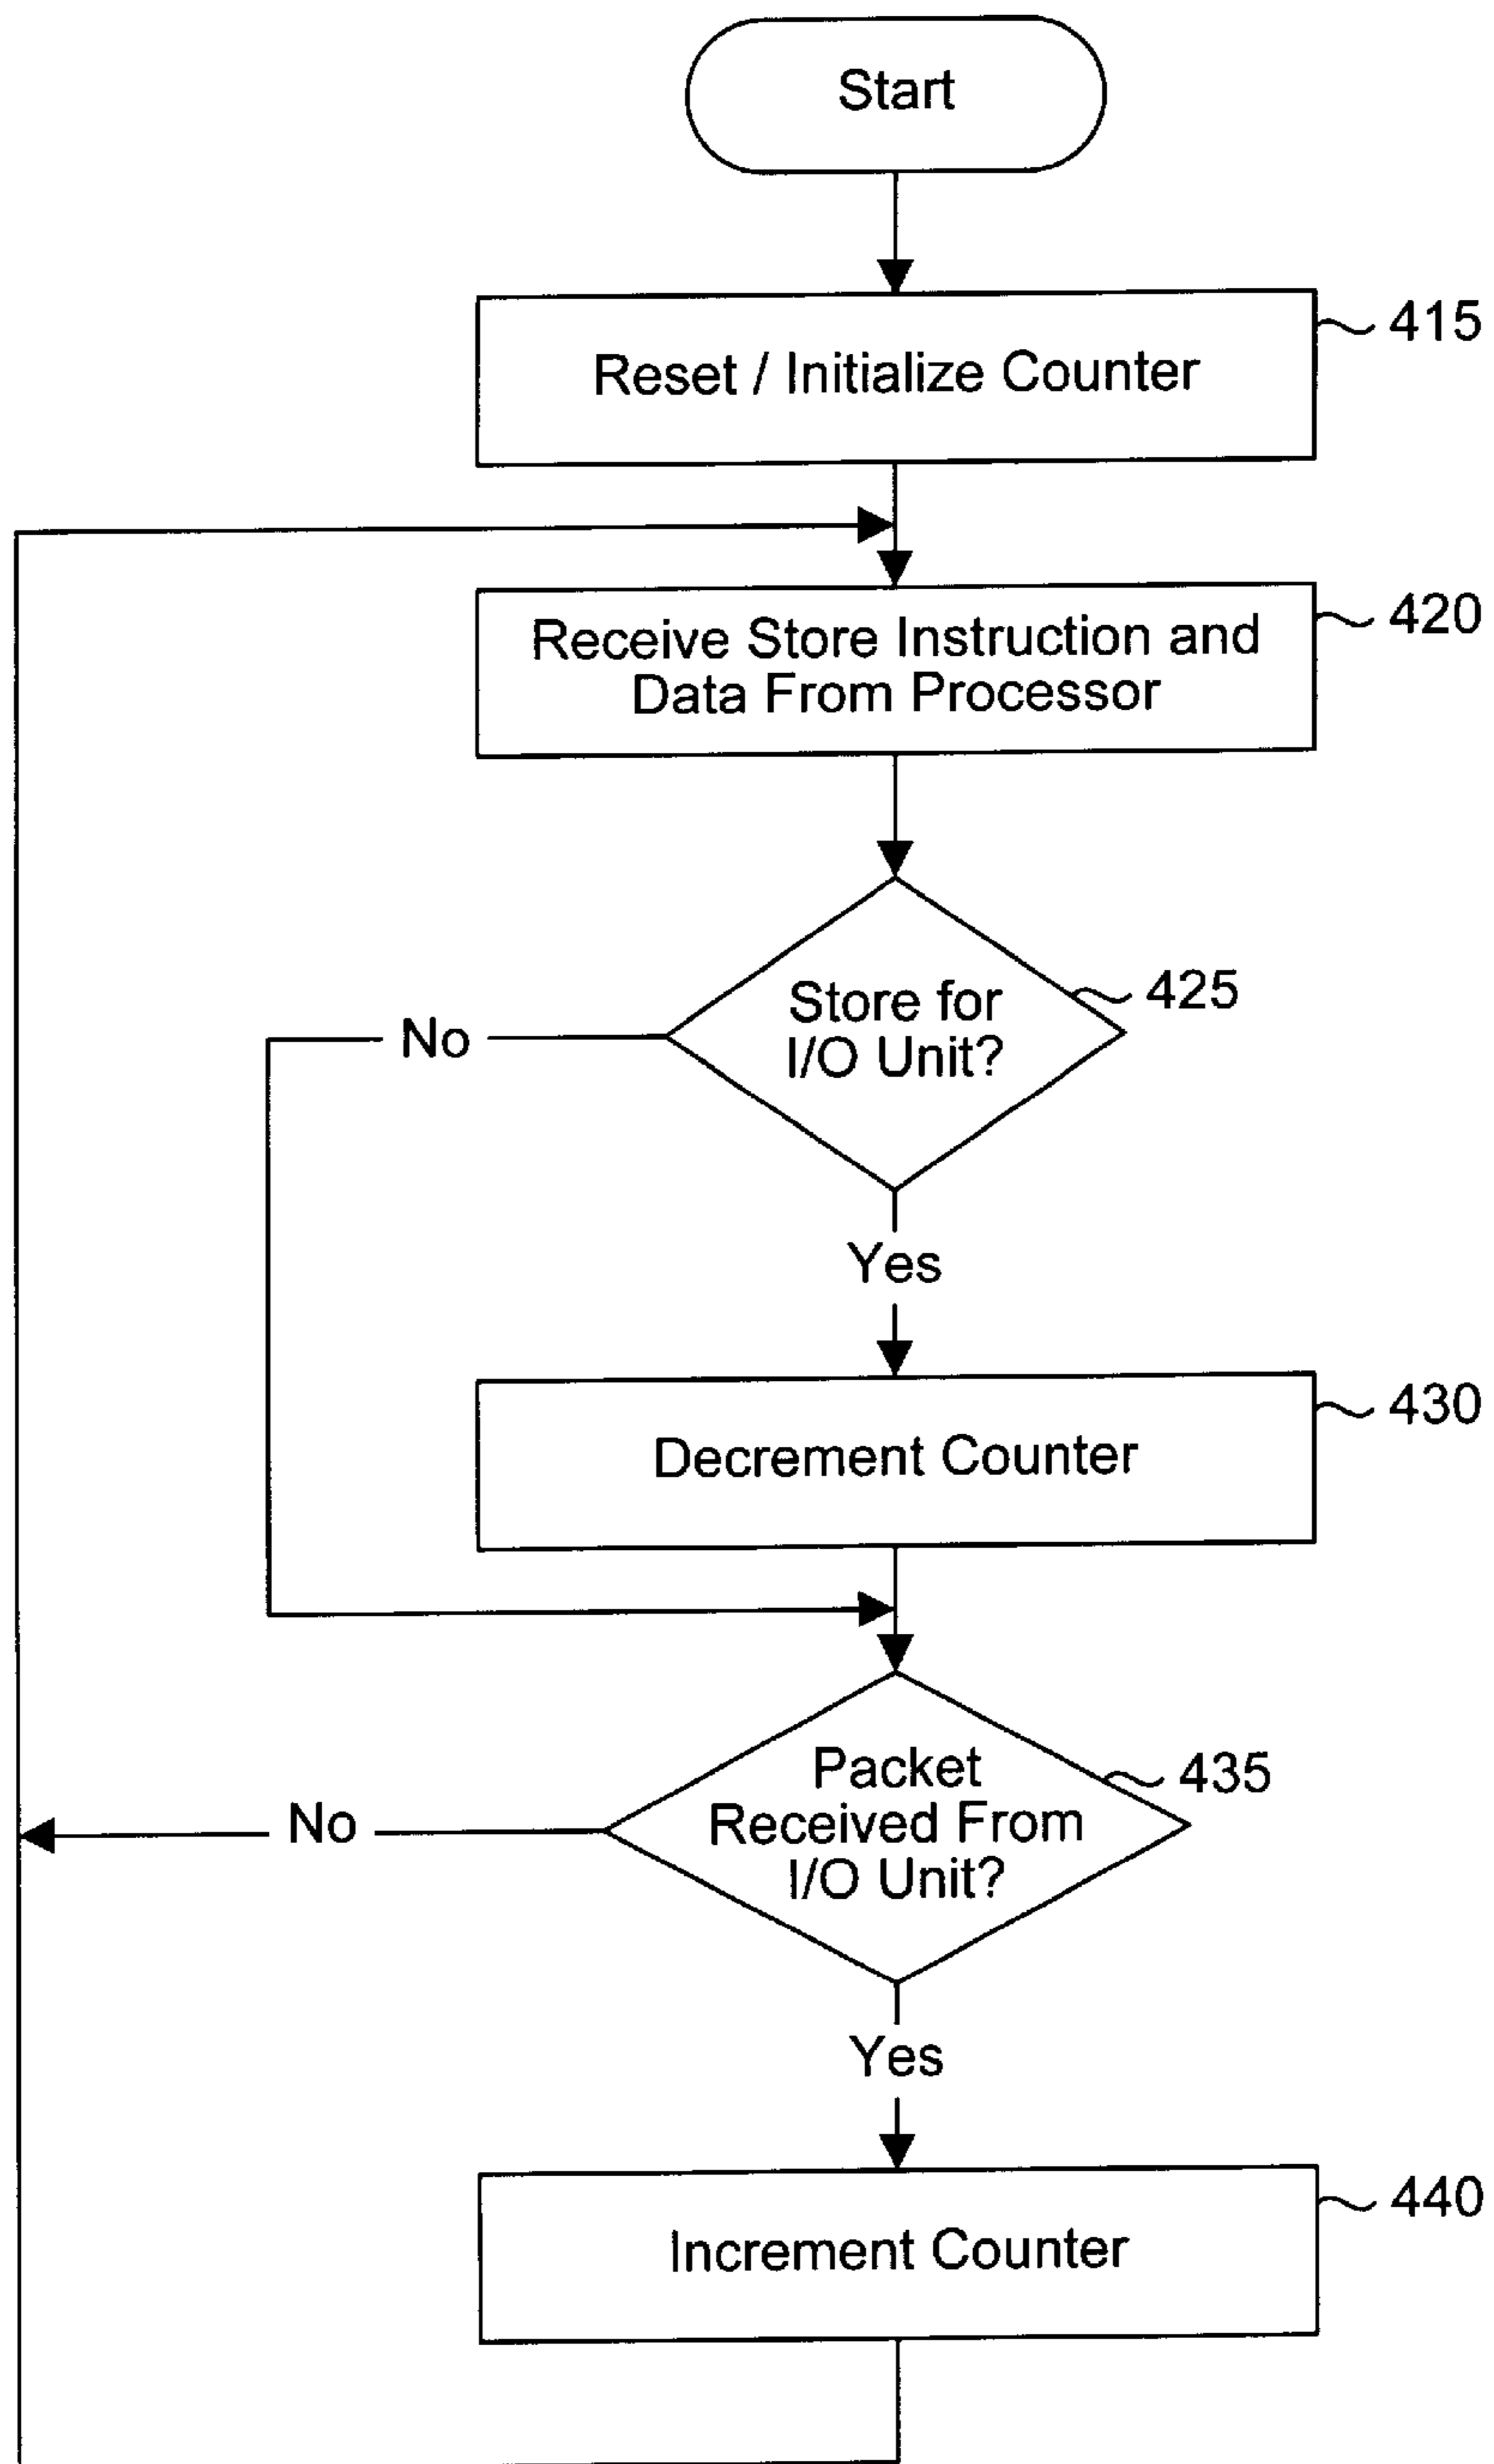 Start
Reset / Initialize Counter
415
Receive Store Instruction and
Data From Processor
420
Store for
I/O Unit?
425
No
Yes
Decrement Counter
430
Packet
Received From
I/O Unit?
435
No
Yes
Increment Counter
440